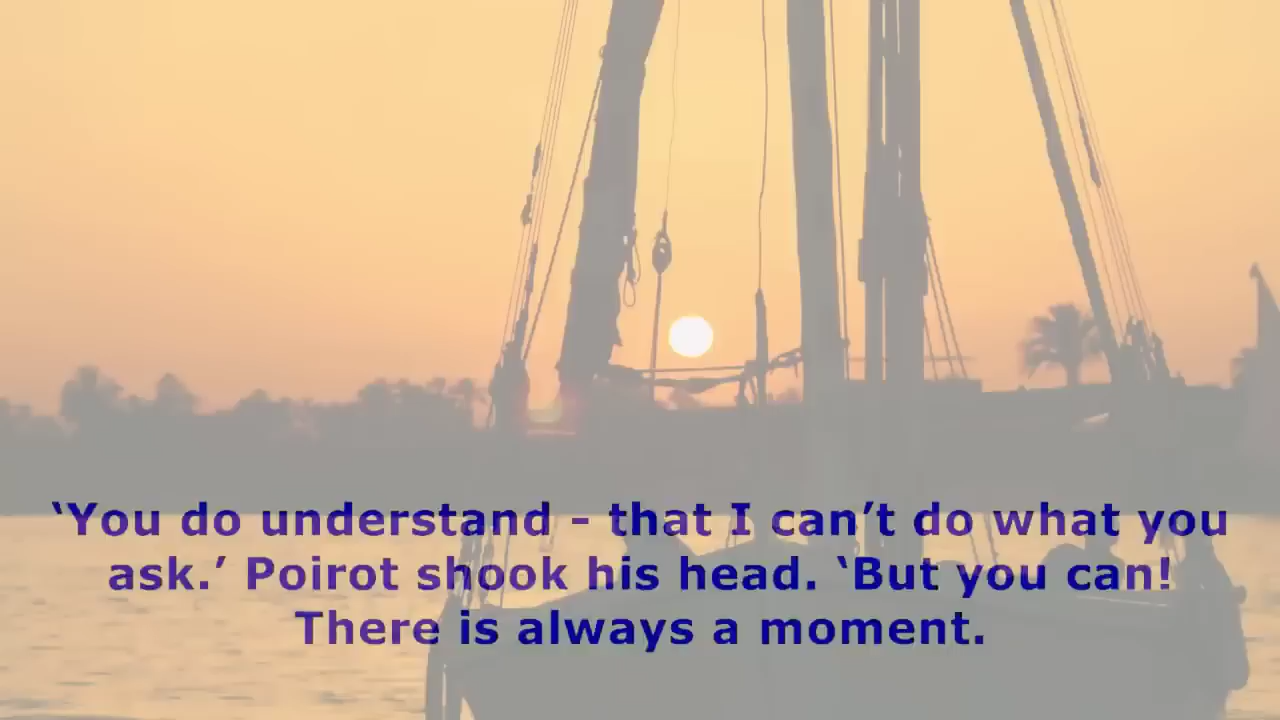 ‘You do understand - that I can’t do what you
ask.’ Poirot shook his head. ‘But you can!
There is always a moment.